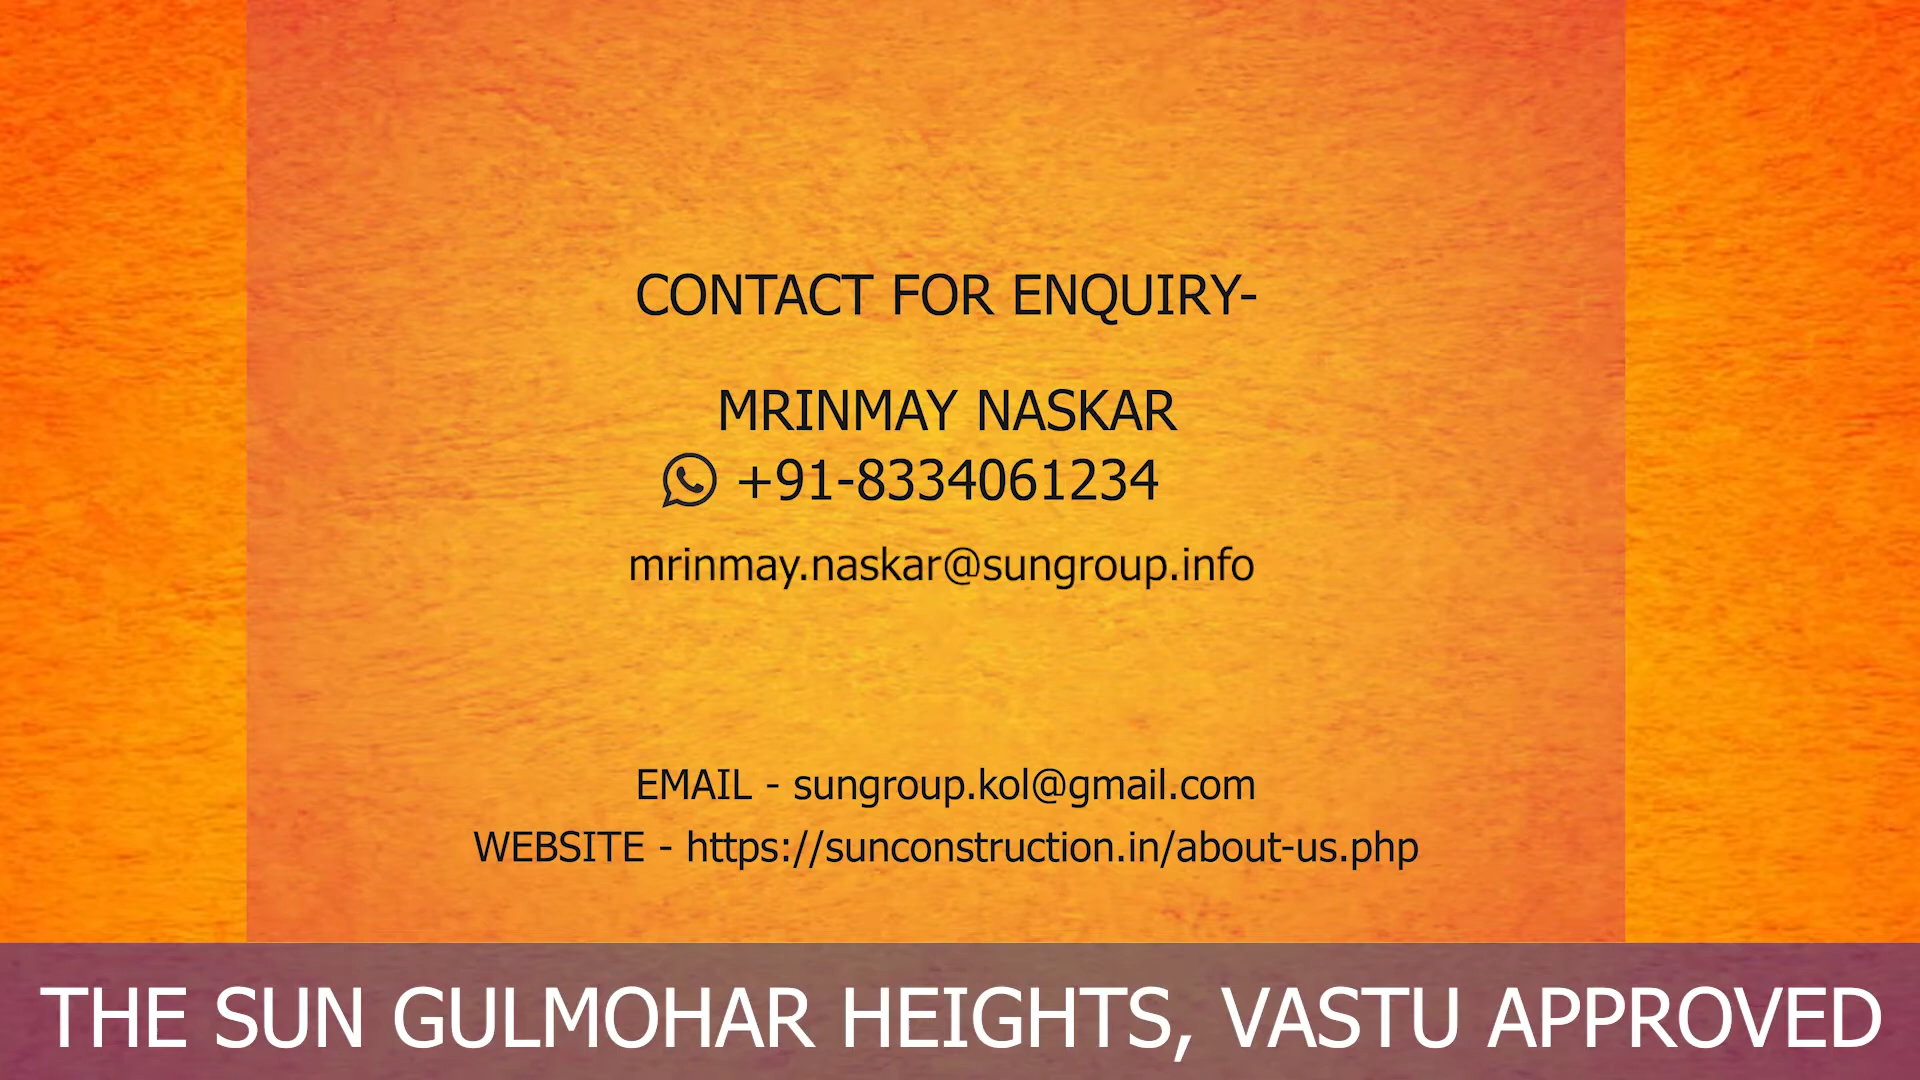 CONTACT FOR ENQUIRY-
MRINMAY NASKAR
+91-8334061234
mrinmay.naskar@sungroup.info
EMAIL - sungroup.kol@gmail.com
WEBSITE - https://sunconstruction.in/about-us.php
THE SUN GULMOHAR HEIGHTS, VASTU APPROVED